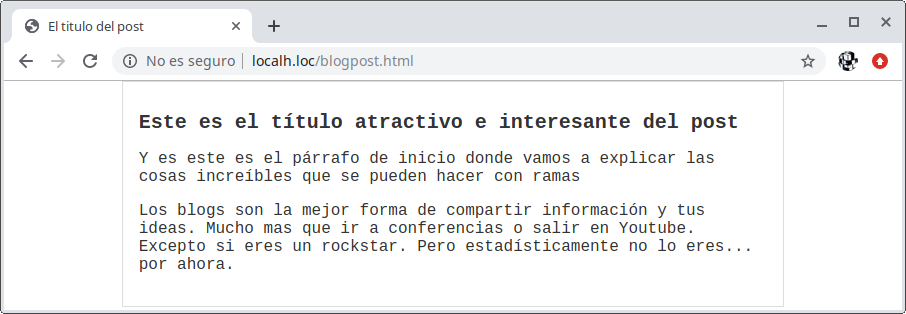 El titulo del post
No es seguro localh.loc/blogpost.html
Este es el título atractivo e interesante del post
Y es este es el párrafo de inicio donde vamos a explicar las
cosas increíbles que se pueden hacer con ramas
Los blogs son la mejor forma de compartir información y tus
ideas. Mucho mas que ir a conferencias o salir en Youtube.
Excepto si eres un rockstar. Pero estadísticamente no lo eres...
por ahora.